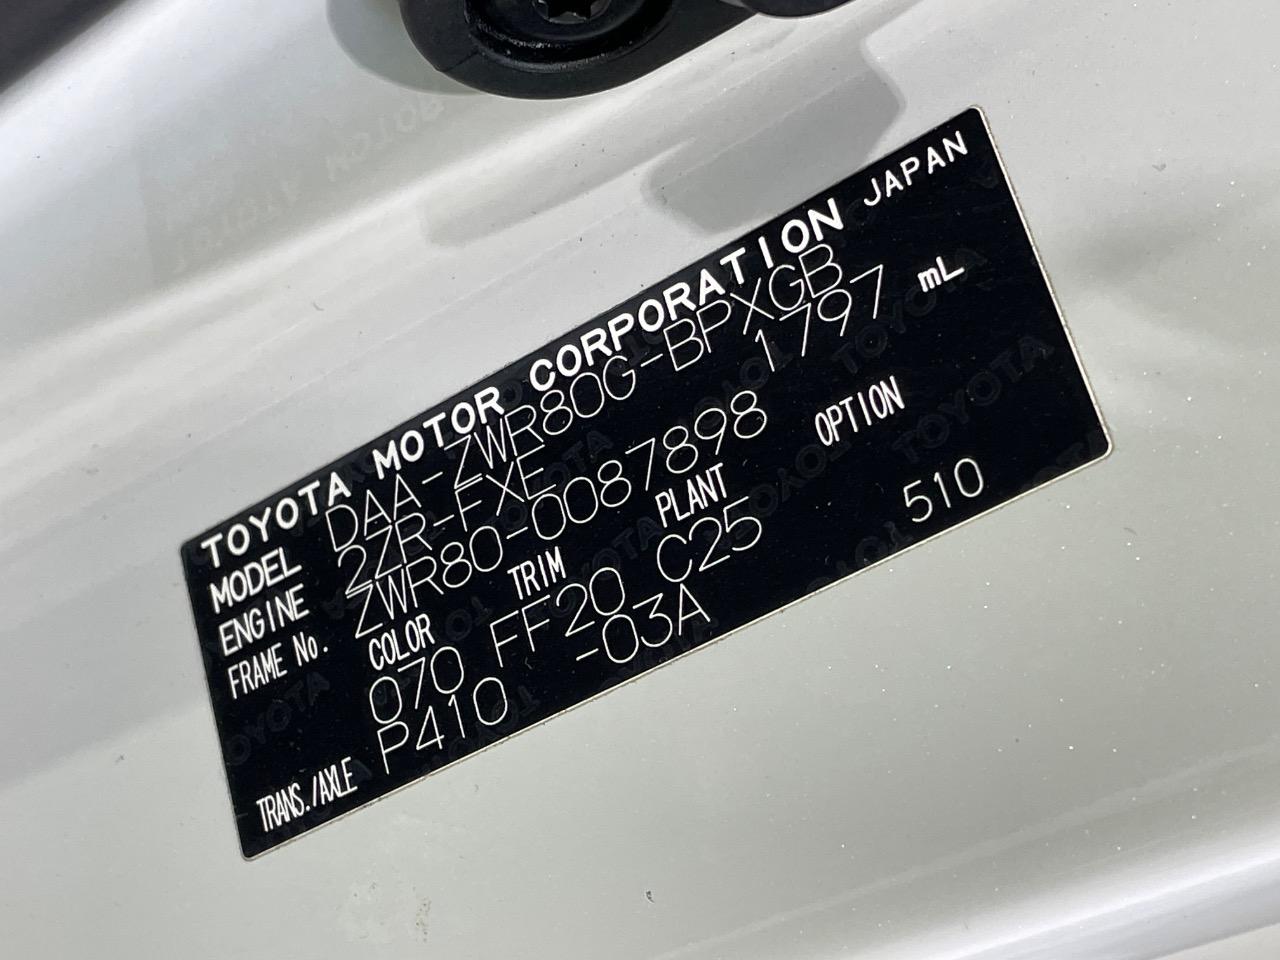 TOYOTA MOTOR CORPORATION JAPAN
MODEL DAA-ZWR80G-BPXGB
ENGINE 2ZR-FXE 1797 mL
FRAME No. ZWR80-0087898
COLOR TRIM PLANT OPTION
070 FF20 C25 510
TRANS./AXLE P410 -03A